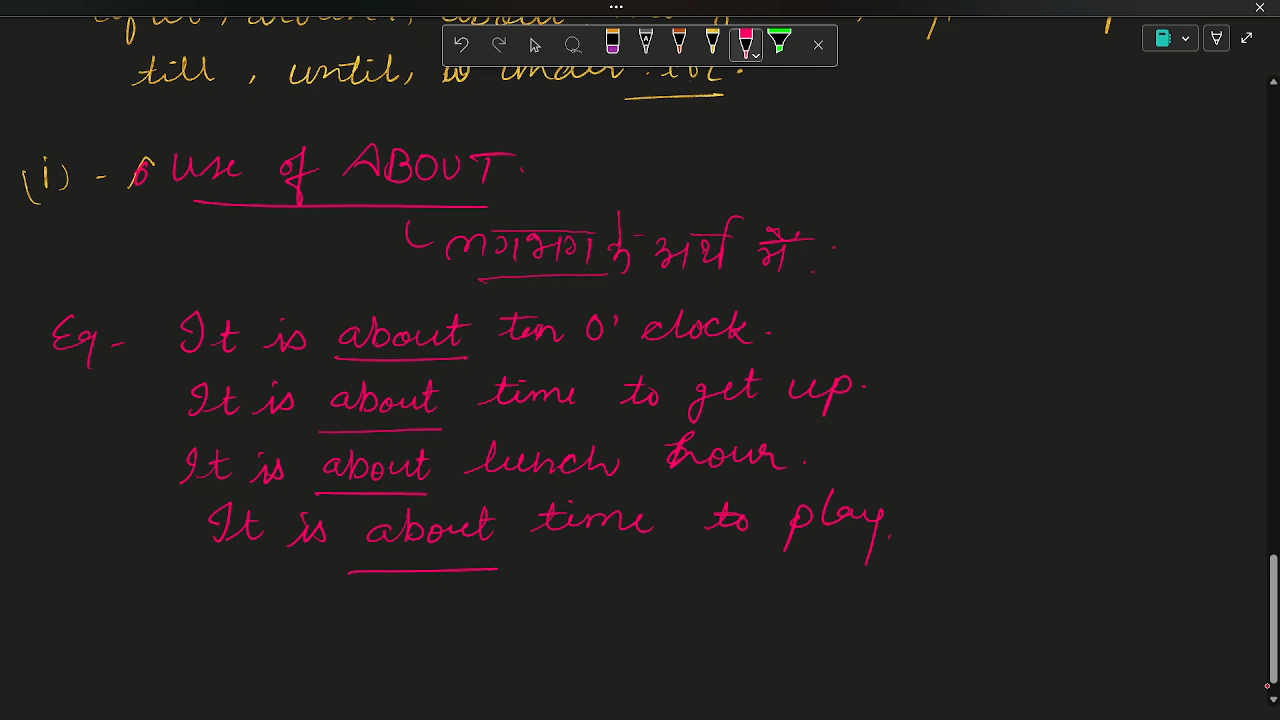 till, until,
(i) - Use of ABOUT.
लगभग के अर्थ में.
Eg - It is about ten O'clock.
It is about time to get up.
It is about lunch hour.
It is about time to play.